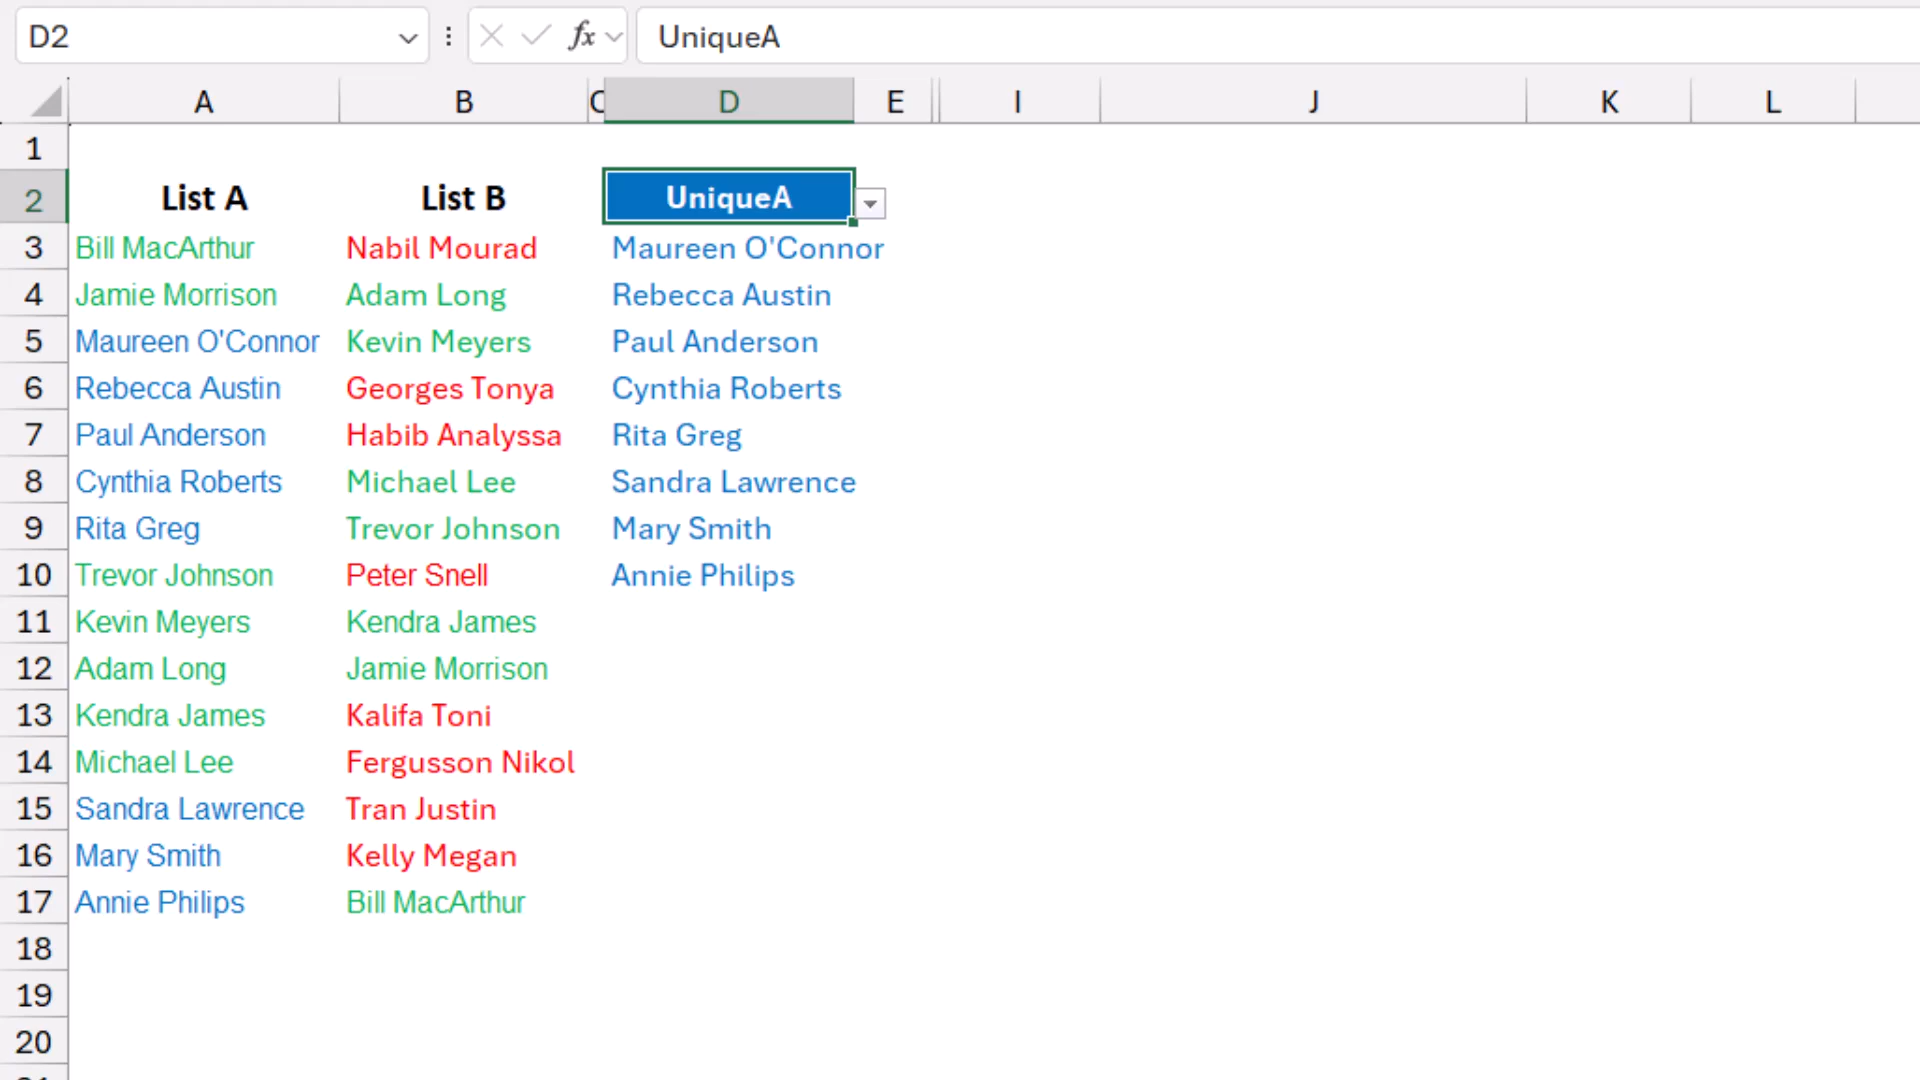 D2 fx UniqueA
A B C D E I J K L
1
2 List A List B UniqueA
3 Bill MacArthur Nabil Mourad Maureen O'Connor
4 Jamie Morrison Adam Long Rebecca Austin
5 Maureen O'Connor Kevin Meyers Paul Anderson
6 Rebecca Austin Georges Tonya Cynthia Roberts
7 Paul Anderson Habib Analyssa Rita Greg
8 Cynthia Roberts Michael Lee Sandra Lawrence
9 Rita Greg Trevor Johnson Mary Smith
10 Trevor Johnson Peter Snell Annie Philips
11 Kevin Meyers Kendra James
12 Adam Long Jamie Morrison
13 Kendra James Kalifa Toni
14 Michael Lee Fergusson Nikol
15 Sandra Lawrence Tran Justin
16 Mary Smith Kelly Megan
17 Annie Philips Bill MacArthur
18
19
20